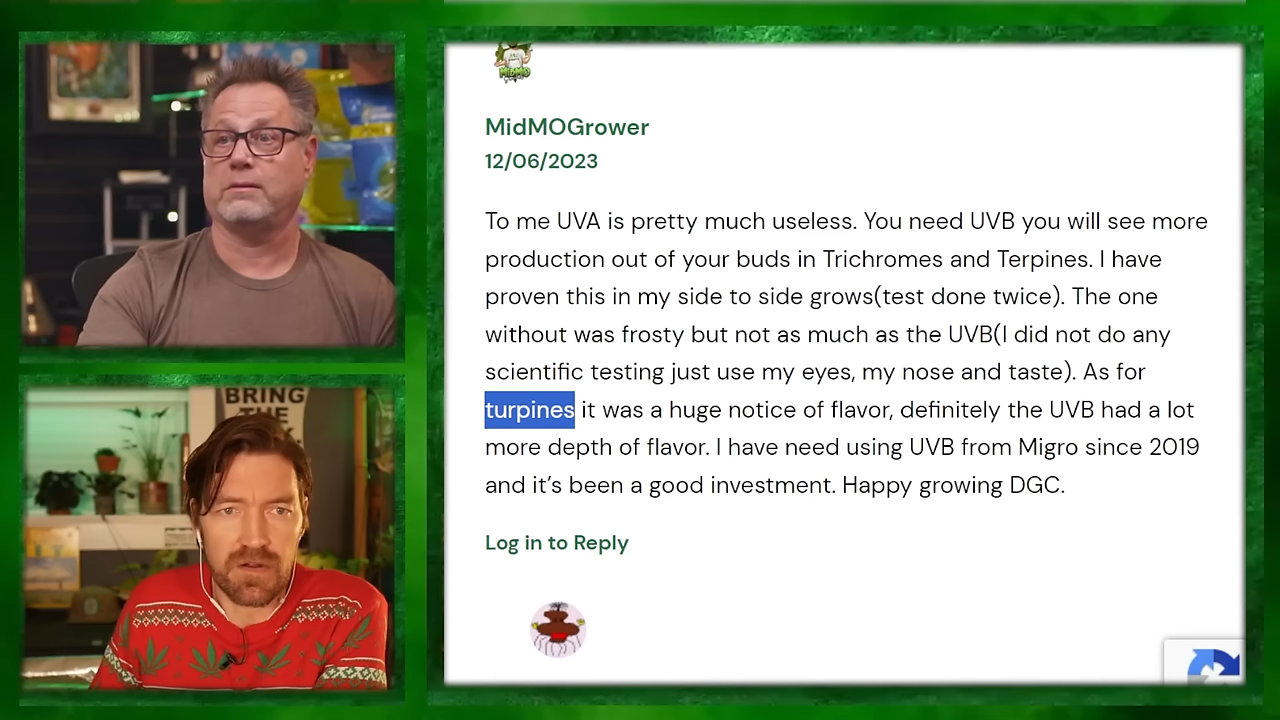 MidMO
MidMOGrower
12/06/2023
To me UVA is pretty much useless. You need UVB you will see more
production out of your buds in Trichromes and Terpines. I have
proven this in my side to side grows(test done twice). The one
without was frosty but not as much as the UVB(I did not do any
scientific testing just use my eyes, my nose and taste). As for
turpines it was a huge notice of flavor, definitely the UVB had a lot
more depth of flavor. I have need using UVB from Migro since 2019
and it's been a good investment. Happy growing DGC.
Log in to Reply
BRING
THE